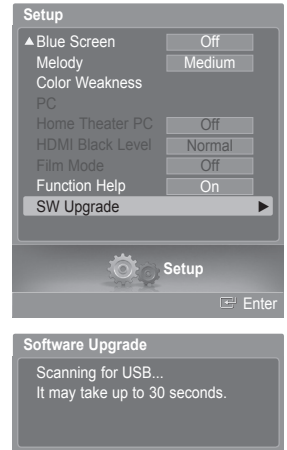 Setup
▲ Blue Screen Off
Melody Medium
Color Weakness
PC
Home Theater PC Off
HDMI Black Level Normal
Film Mode Off
Function Help On
SW Upgrade ►
Setup
Enter
Software Upgrade
Scanning for USB...
It may take up to 30 seconds.